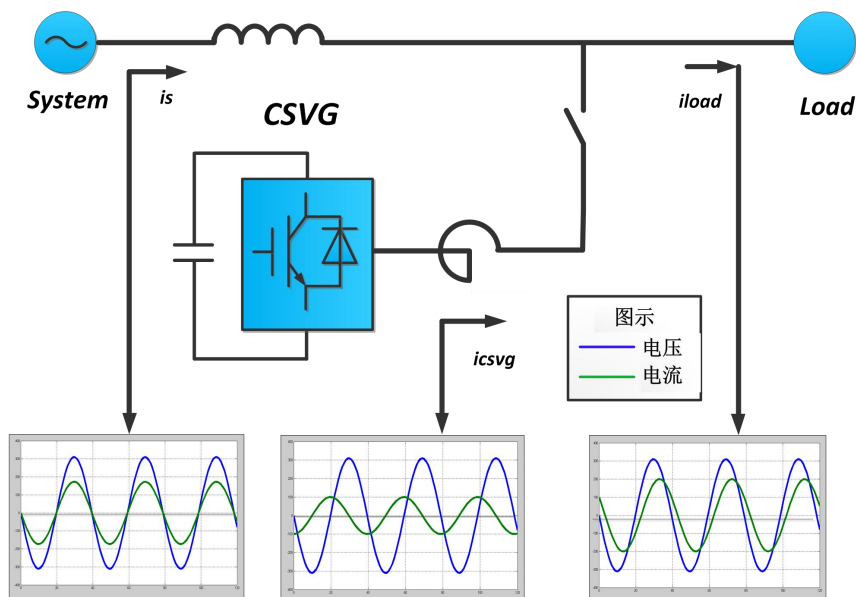 System
is
CSVG
iload
Load
icsvg
图示
电压
电流